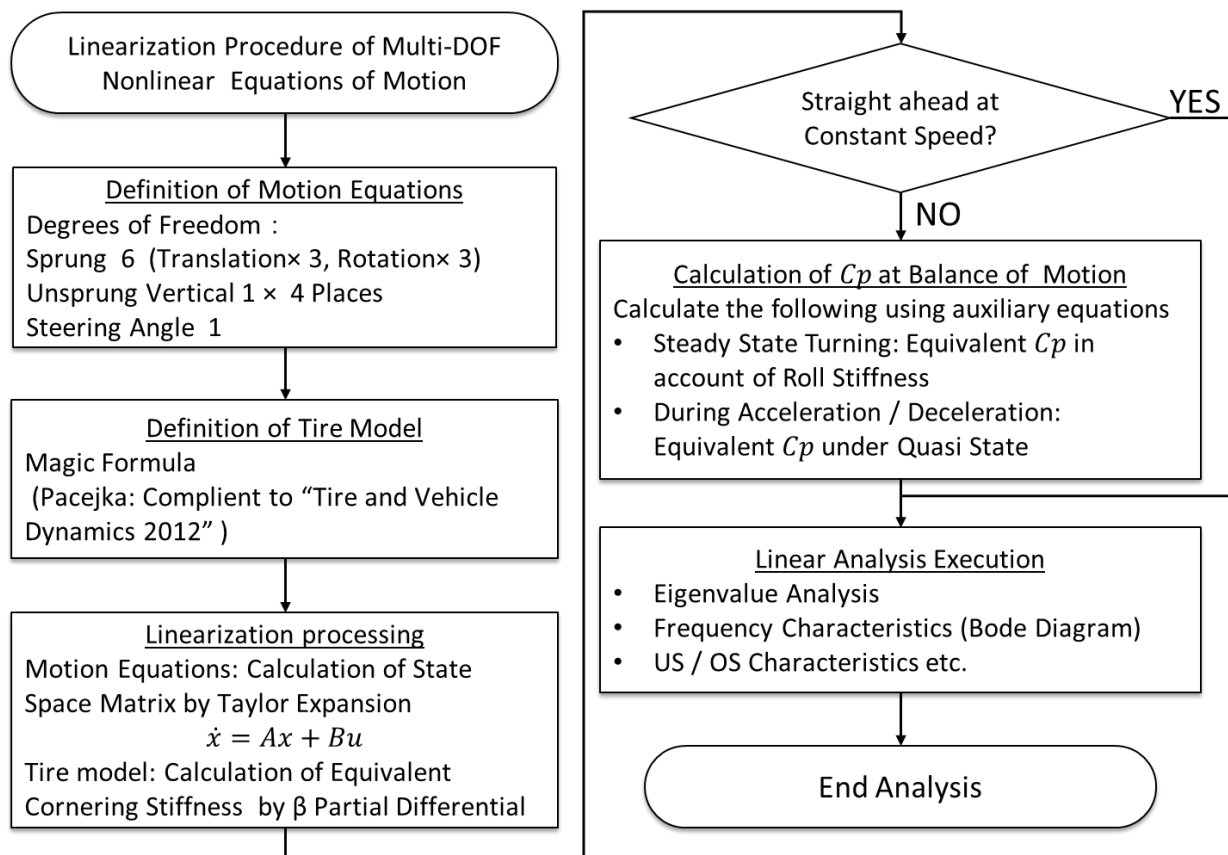 Linearization Procedure of Multi-DOF
Nonlinear Equations of Motion
Definition of Motion Equations
Degrees of Freedom :
Sprung 6 (Translation× 3, Rotation× 3)
Unsprung Vertical 1 × 4 Places
Steering Angle 1
Definition of Tire Model
Magic Formula
(Pacejka: Complient to “Tire and Vehicle
Dynamics 2012” )
Linearization processing
Motion Equations: Calculation of State
Space Matrix by Taylor Expansion
ẋ = Ax + Bu
Tire model: Calculation of Equivalent
Cornering Stiffness by β Partial Differential
Straight ahead at
Constant Speed?
YES
NO
Calculation of Cp at Balance of Motion
Calculate the following using auxiliary equations
• Steady State Turning: Equivalent Cp in
account of Roll Stiffness
• During Acceleration / Deceleration:
Equivalent Cp under Quasi State
Linear Analysis Execution
• Eigenvalue Analysis
• Frequency Characteristics (Bode Diagram)
• US / OS Characteristics etc.
End Analysis